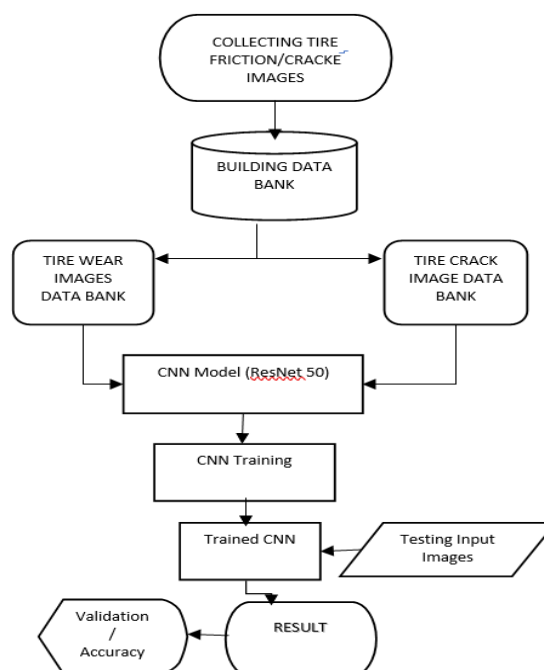 COLLECTING TIRE
FRICTION/CRACKE
IMAGES
BUILDING DATA
BANK
TIRE WEAR
IMAGES
DATA BANK
TIRE CRACK
IMAGE DATA
BANK
CNN Model (ResNet 50)
CNN Training
Trained CNN
Testing Input
Images
Validation
/
Accuracy
RESULT